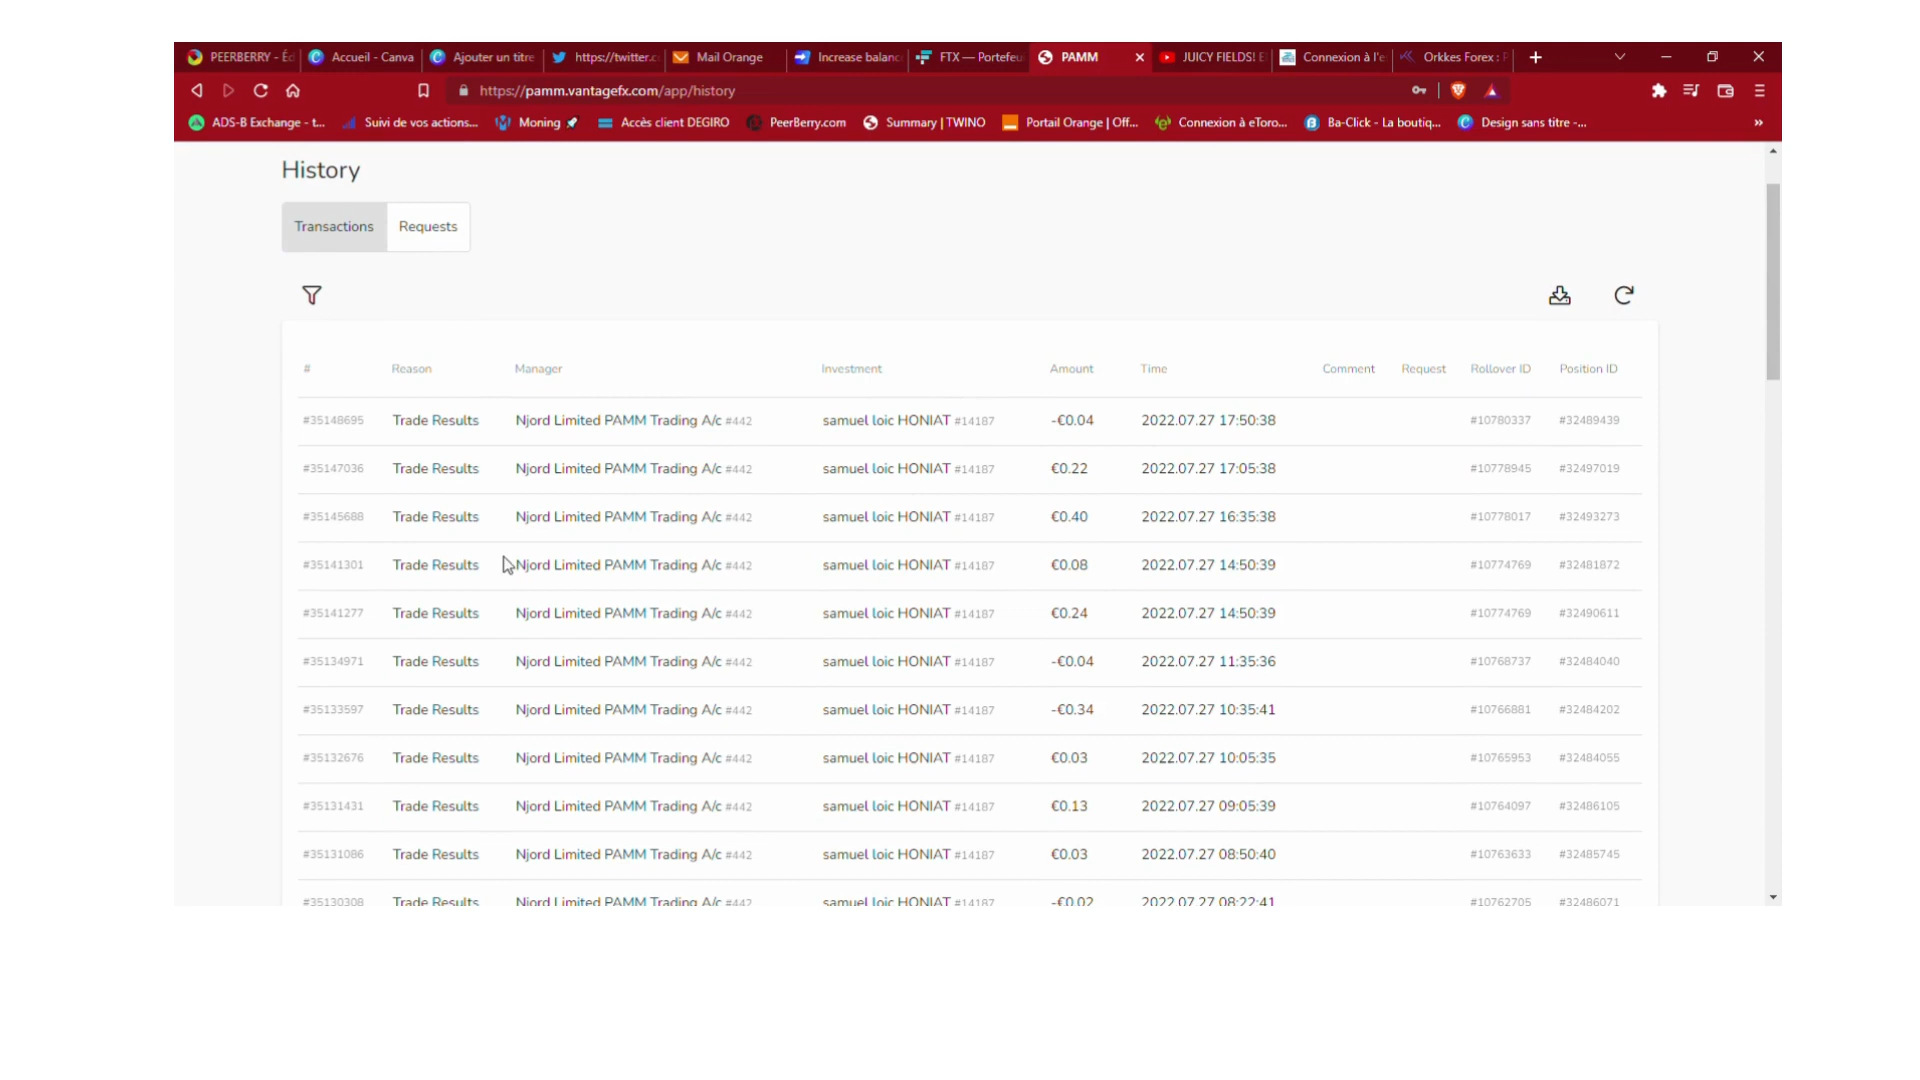 PEERBERRY - Éd Accueil - Canva Ajouter un titre https://twitter.c Mail Orange Increase balanc FTX — Portefeu PAMM JUICY FIELDS! E Connexion à l'e Orkkes Forex : P
https://pamm.vantagefx.com/app/history
ADS-B Exchange - t... Suivi de vos actions... Moning Accès client DEGIRO PeerBerry.com Summary | TWINO Portail Orange | Off... Connexion à eToro... Ba-Click - La boutiq... Design sans titre -... »
History
Transactions Requests
# Reason Manager Investment Amount Time Comment Request Rollover ID Position ID
#35148695 Trade Results Njord Limited PAMM Trading A/c #442 samuel loic HONIAT #14187 -€0.04 2022.07.27 17:50:38 #10780337 #32489439
#35147036 Trade Results Njord Limited PAMM Trading A/c #442 samuel loic HONIAT #14187 €0.22 2022.07.27 17:05:38 #10778945 #32497019
#35145688 Trade Results Njord Limited PAMM Trading A/c #442 samuel loic HONIAT #14187 €0.40 2022.07.27 16:35:38 #10778017 #32493273
#35141301 Trade Results Njord Limited PAMM Trading A/c #442 samuel loic HONIAT #14187 €0.08 2022.07.27 14:50:39 #10774769 #32481872
#35141277 Trade Results Njord Limited PAMM Trading A/c #442 samuel loic HONIAT #14187 €0.24 2022.07.27 14:50:39 #10774769 #32490611
#35134971 Trade Results Njord Limited PAMM Trading A/c #442 samuel loic HONIAT #14187 -€0.04 2022.07.27 11:35:36 #10768737 #32484040
#35133597 Trade Results Njord Limited PAMM Trading A/c #442 samuel loic HONIAT #14187 -€0.34 2022.07.27 10:35:41 #10766881 #32484202
#35132676 Trade Results Njord Limited PAMM Trading A/c #442 samuel loic HONIAT #14187 €0.03 2022.07.27 10:05:35 #10765953 #32484055
#35131431 Trade Results Njord Limited PAMM Trading A/c #442 samuel loic HONIAT #14187 €0.13 2022.07.27 09:05:39 #10764097 #32486105
#35131086 Trade Results Njord Limited PAMM Trading A/c #442 samuel loic HONIAT #14187 €0.03 2022.07.27 08:50:40 #10763633 #32485745
#35130308 Trade Results Njord Limited PAMM Trading A/c #442 samuel loic HONIAT #14187 -€0.02 2022.07.27 08:22:41 #10762705 #32486071